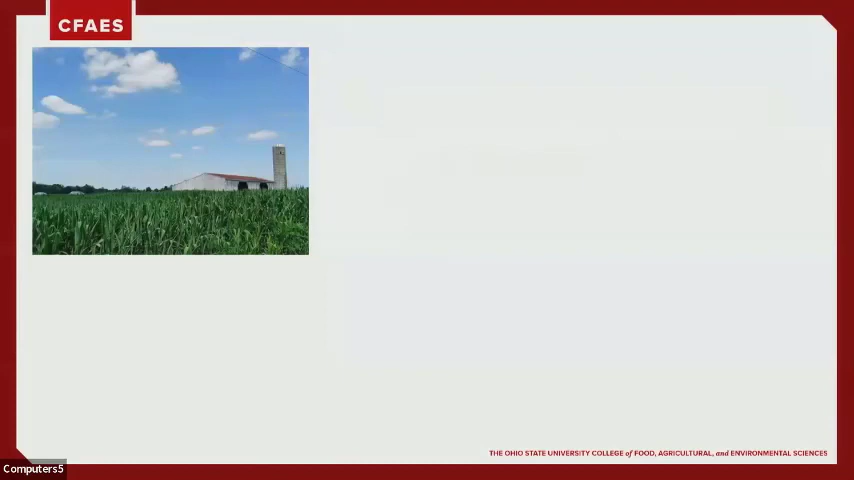 CFAES
THE OHIO STATE UNIVERSITY COLLEGE of FOOD, AGRICULTURAL, and ENVIRONMENTAL SCIENCES
Computers5